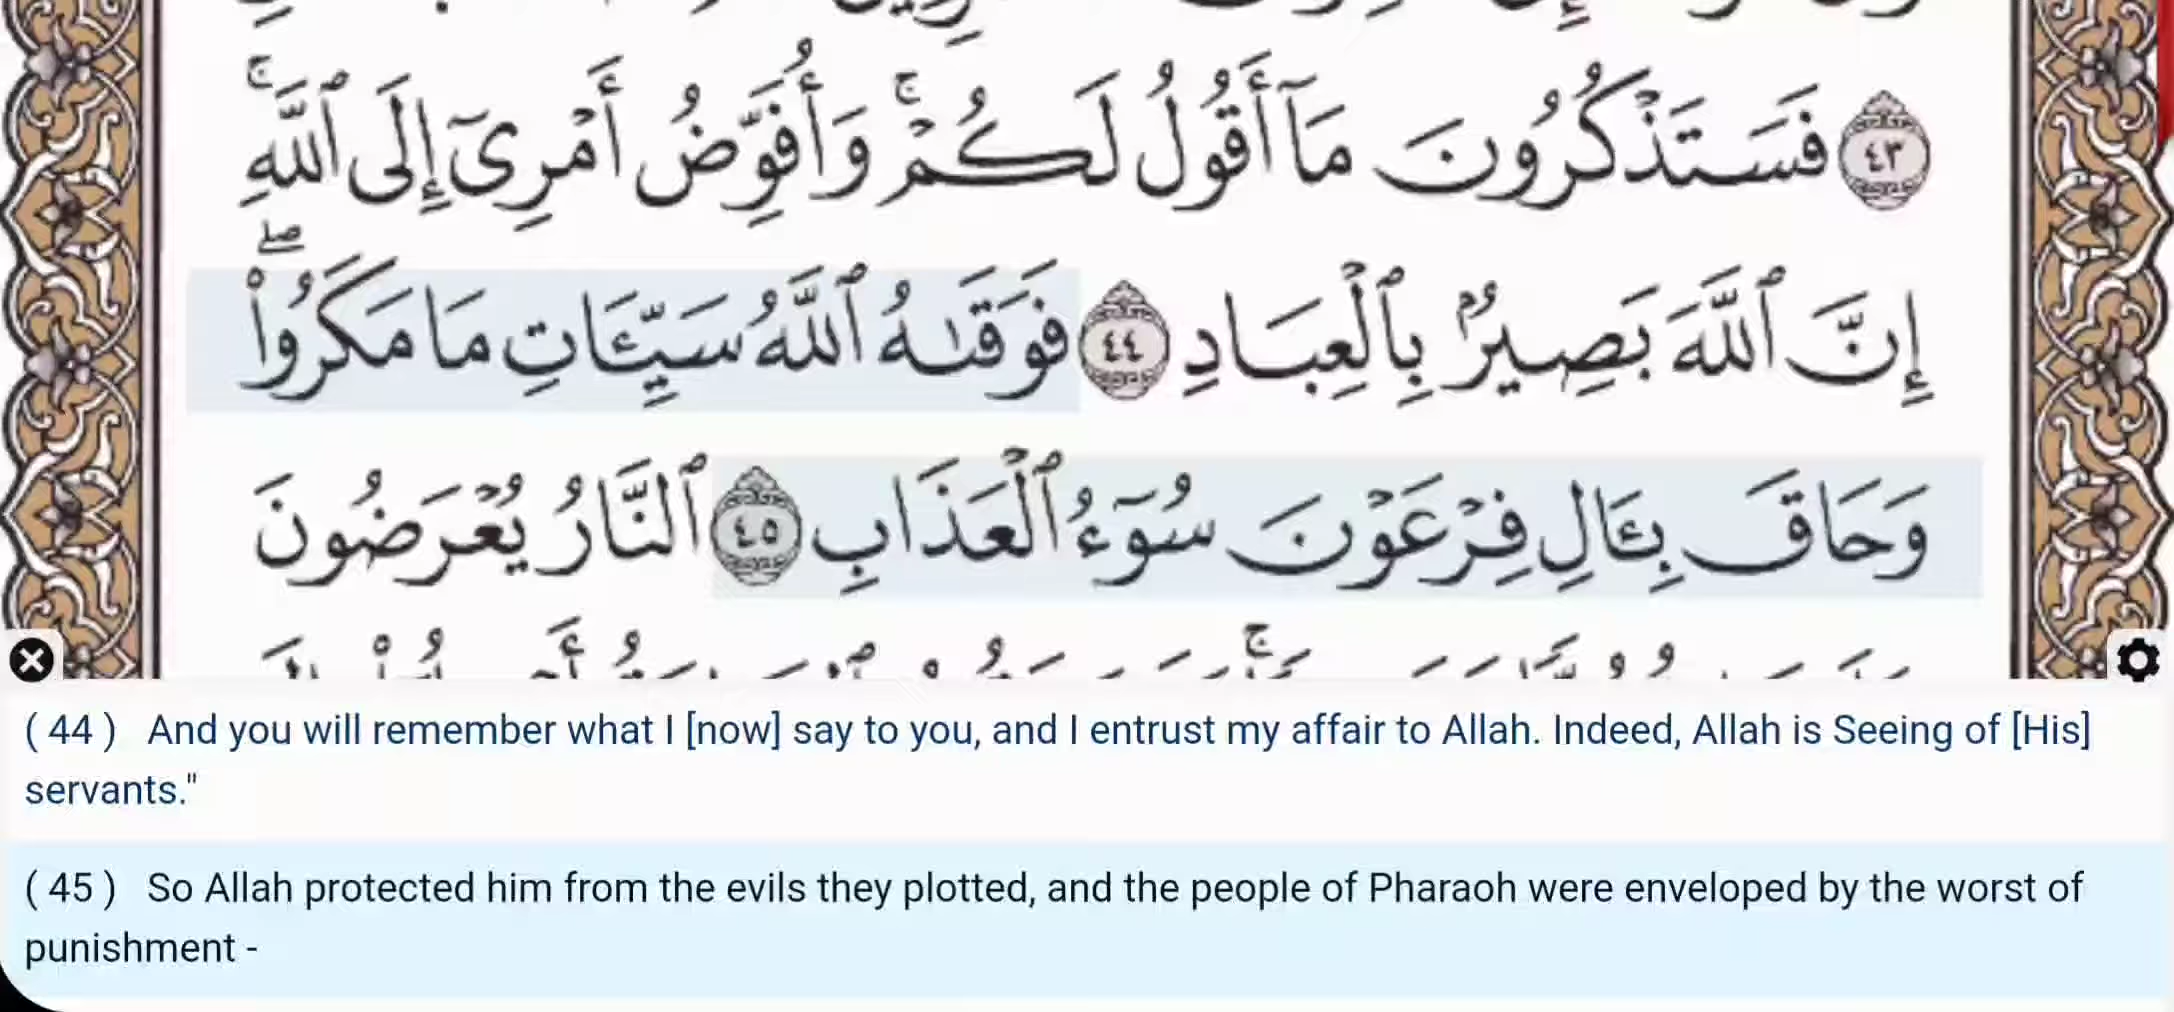 ٤٣ فَسَتَذْكُرُونَ مَآ أَقُولُ لَكُمْ ۚ وَأُفَوِّضُ أَمْرِىٓ إِلَى ٱللَّهِ ۚ
إِنَّ ٱللَّهَ بَصِيرٌۢ بِٱلْعِبَادِ ٤٤ فَوَقَىٰهُ ٱللَّهُ سَيِّـَٔاتِ مَا مَكَرُوا۟ ۖ
وَحَاقَ بِـَٔالِ فِرْعَوْنَ سُوٓءُ ٱلْعَذَابِ ٤٥ ٱلنَّارُ يُعْرَضُونَ
( 44 ) And you will remember what I [now] say to you, and I entrust my affair to Allah. Indeed, Allah is Seeing of [His]
servants."
( 45 ) So Allah protected him from the evils they plotted, and the people of Pharaoh were enveloped by the worst of
punishment -